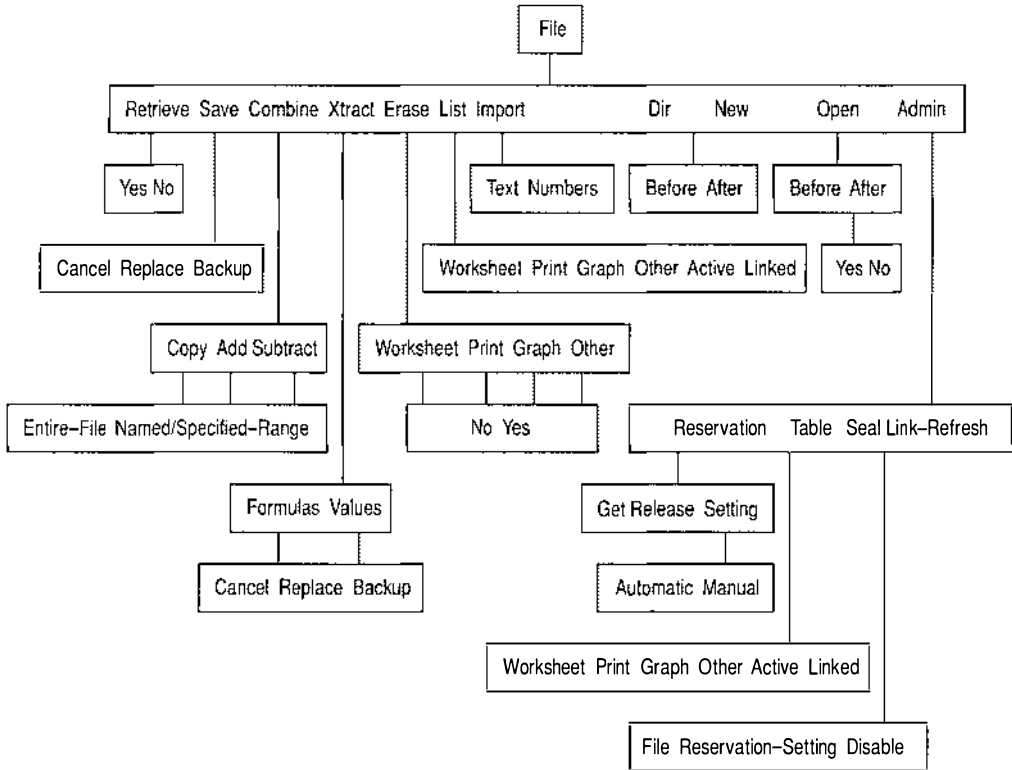 File
Retrieve Save Combine Xtract Erase List Import Dir New Open Admin
Yes No
Text Numbers
Before After
Before After
Cancel Replace Backup
Worksheet Print Graph Other Active Linked
Yes No
Copy Add Subtract
Worksheet Print Graph Other
Entire–File Named/Specified–Range
No Yes
Reservation Table Seal Link–Refresh
Formulas Values
Get Release Setting
Cancel Replace Backup
Automatic Manual
Worksheet Print Graph Other Active Linked
File Reservation–Setting Disable